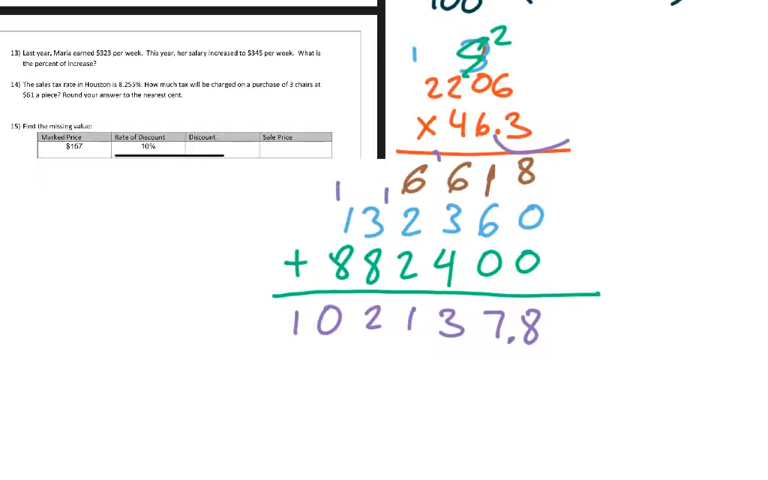 13) Last year, Maria earned $323 per week. This year, her salary increased to $345 per week. What is
the percent of increase?
14) The sales tax rate in Houston is 8.255%. How much tax will be charged on a purchase of 3 chairs at
$61 a piece? Round your answer to the nearest cent.
15) Find the missing value:
Marked Price Rate of Discount Discount Sale Price
$167 10%
100
1 2
2206
x 46.3
1
6618
1 1
132360
+ 882400
102137.8